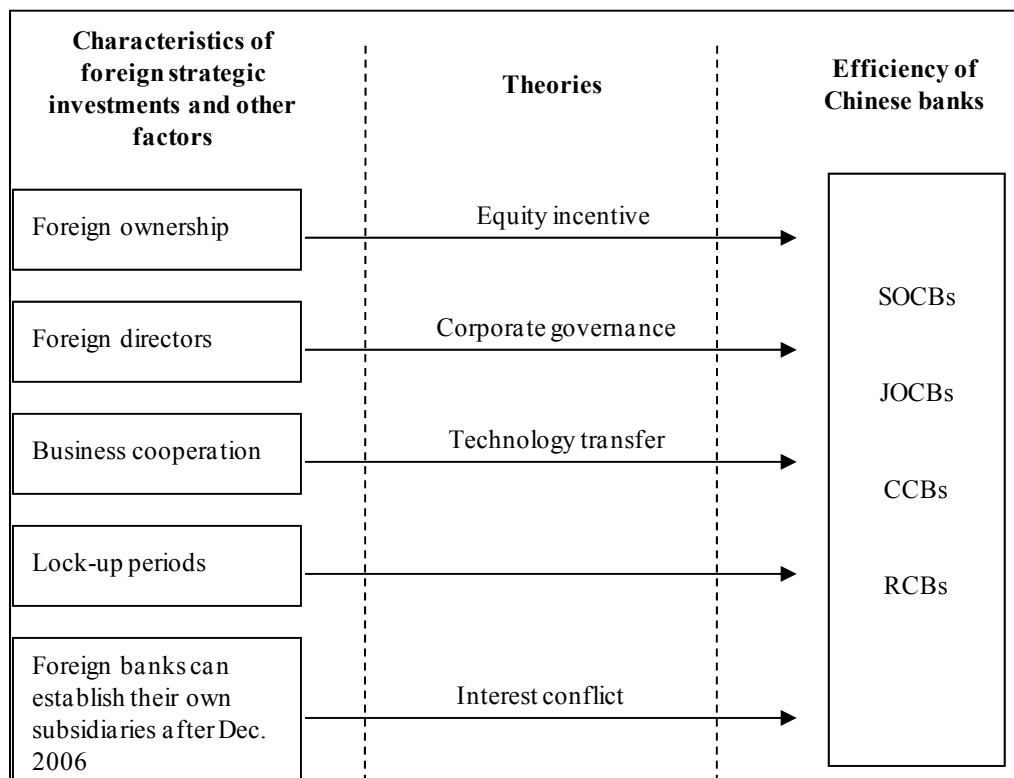 Characteristics of
foreign strategic
investments and other
factors
Theories
Efficiency of
Chinese banks
Foreign ownership
Equity incentive
Foreign directors
Corporate governance
Business cooperation
Technology transfer
Lock-up periods
Foreign banks can
establish their own
subsidiaries after Dec.
2006
Interest conflict
SOCBs
JOCBs
CCBs
RCBs